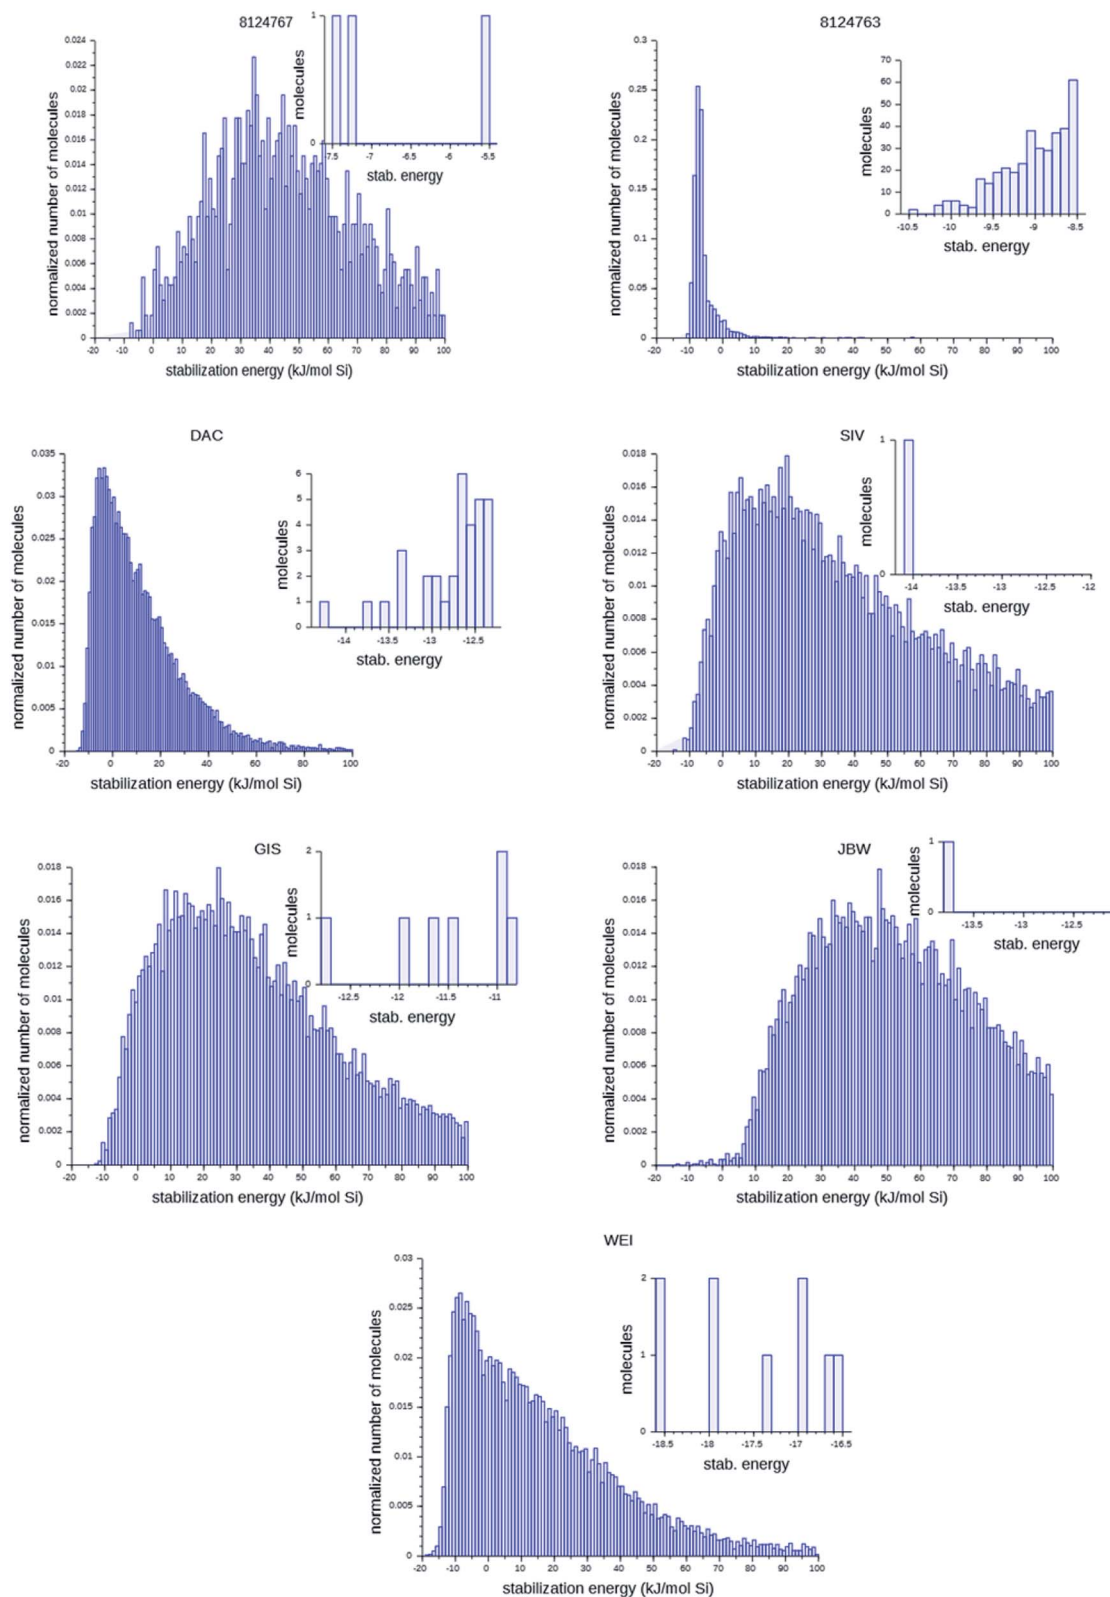 8124767
normalized number of molecules
0.024
0.022
0.02
0.018
0.016
0.014
0.012
0.01
0.008
0.006
0.004
0.002
0
-20 -10 0 10 20 30 40 50 60 70 80 90 100
stabilization energy (kJ/mol Si)
molecules
1
0
-7.5 -7 -6.5 -6 -5.5
stab. energy
8124763
normalized number of molecules
0.3
0.25
0.2
0.15
0.1
0.05
0
-20 -10 0 10 20 30 40 50 60 70 80 90 100
stabilization energy (kJ/mol Si)
molecules
70
60
50
40
30
20
10
0
-10.5 -10 -9.5 -9 -8.5
stab. energy
DAC
normalized number of molecules
0.035
0.03
0.025
0.02
0.015
0.01
0.005
0
-20 0 20 40 60 80 100
stabilization energy (kJ/mol Si)
molecules
6
5
4
3
2
1
0
-14 -13.5 -13 -12.5
stab. energy
SIV
normalized number of molecules
0.018
0.016
0.014
0.012
0.01
0.008
0.006
0.004
0.002
0
-20 -10 0 10 20 30 40 50 60 70 80 90 100
stabilization energy (kJ/mol Si)
molecules
1
0
-14 -13.5 -13 -12.5 -12
stab. energy
GIS
normalized number of molecules
0.018
0.016
0.014
0.012
0.01
0.008
0.006
0.004
0.002
0
-20 -10 0 10 20 30 40 50 60 70 80 90 100
stabilization energy (kJ/mol Si)
molecules
2
1
0
-12.5 -12 -11.5 -11
stab. energy
JBW
normalized number of molecules
0.018
0.016
0.014
0.012
0.01
0.008
0.006
0.004
0.002
0
-20 -10 0 10 20 30 40 50 60 70 80 90 100
stabilization energy (kJ/mol Si)
molecules
1
0
-13.5 -13 -12.5
stab. energy
WEI
normalized number of molecules
0.03
0.025
0.02
0.015
0.01
0.005
0
-20 -10 0 10 20 30 40 50 60 70 80 90 100
stabilization energy (kJ/mol Si)
molecules
2
1
0
-18.5 -18 -17.5 -17 -16.5
stab. energy